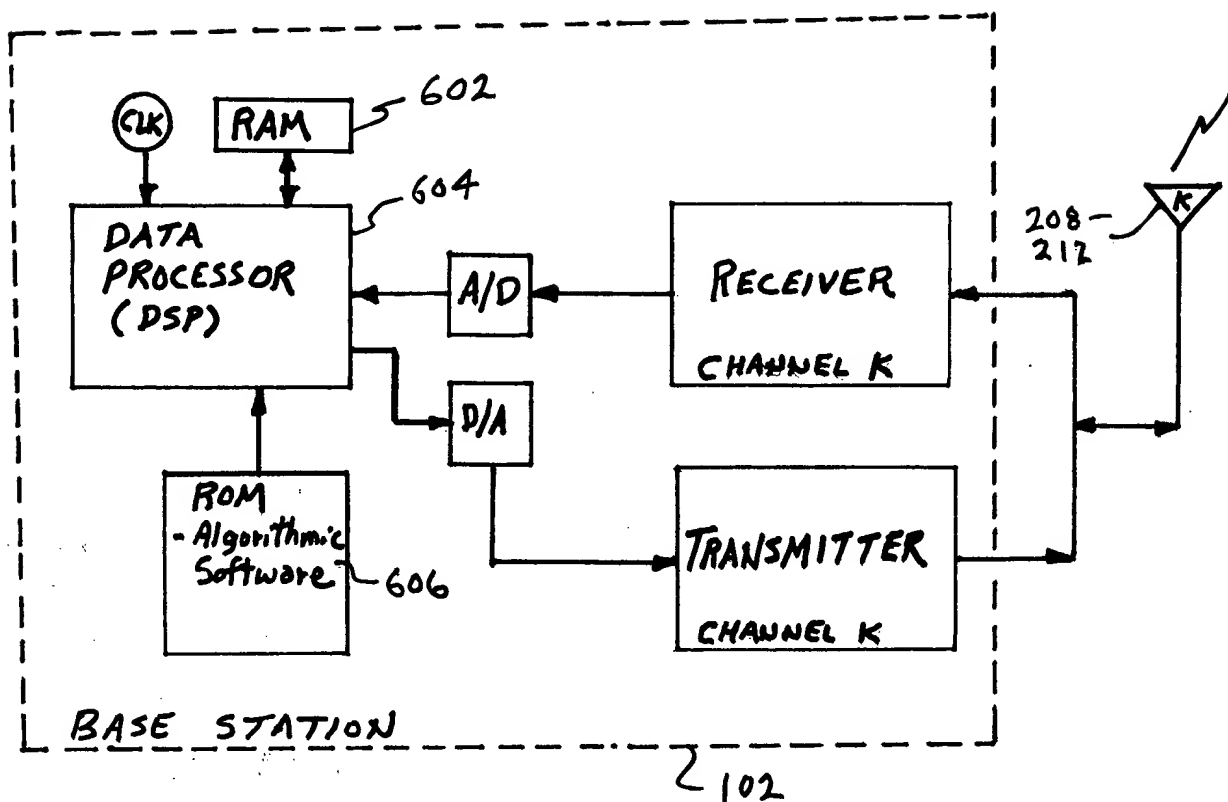 CLK
RAM
602
604
DATA
PROCESSOR
(DSP)
A/D
RECEIVER
CHANNEL K
K
208-
212
D/A
ROM
- Algorithmic
Software
606
TRANSMITTER
CHANNEL K
BASE STATION
102